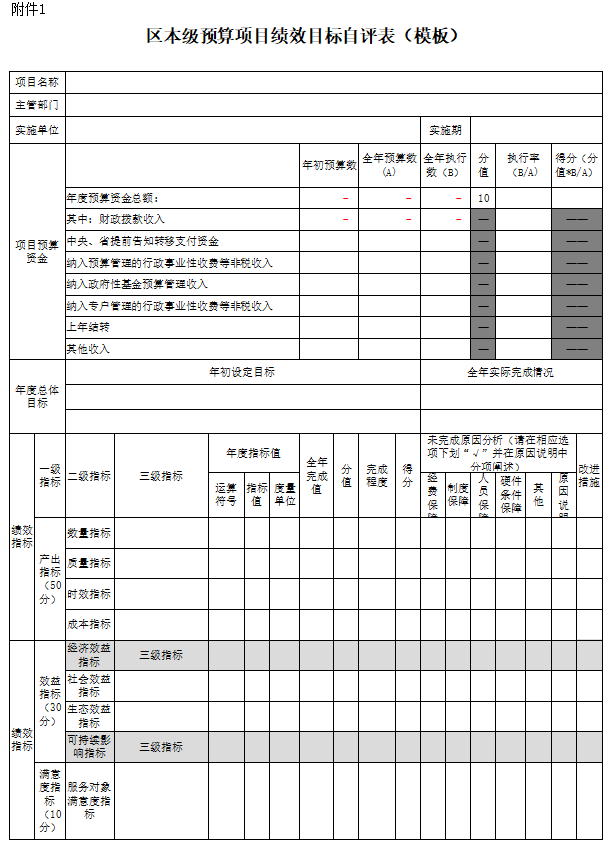 附件1
区本级预算项目绩效目标自评表（模板）
项目名称
主管部门
实施单位
实施期
项目预算
资金
年初预算数
全年预算数
(A)
全年执行
数（B）
分
值
执行率
(B/A)
得分（分
值*B/A）
年度预算资金总额：
－ － － 10
其中：财政拨款收入
－ － － — ——
中央、省提前告知转移支付资金
— ——
纳入预算管理的行政事业性收费等非税收入
— ——
纳入政府性基金预算管理收入
— ——
纳入专户管理的行政事业性收费等非税收入
— ——
上年结转
— ——
其他收入
— ——
年度总体
目标
年初设定目标
全年实际完成情况
绩效
指标
一级
指标
二级指标
三级指标
年度指标值
运算
符号
指标
值
度量
单位
全年
完成
值
分
值
完成
程度
得
分
未完成原因分析（请在相应选
项下划“√”并在原因说明中
分项阐述）
经
费
保
障
制度
保障
人
员
保
障
硬件
条件
保障
其
他
原
因
说
明
改进
措施
产出
指标
（50
分）
数量指标
质量指标
时效指标
成本指标
绩效
指标
效益
指标
（30
分）
经济效益
指标
三级指标
社会效益
指标
生态效益
指标
可持续影
响指标
三级指标
满意
度指
标
（10
分）
服务对象
满意度指
标